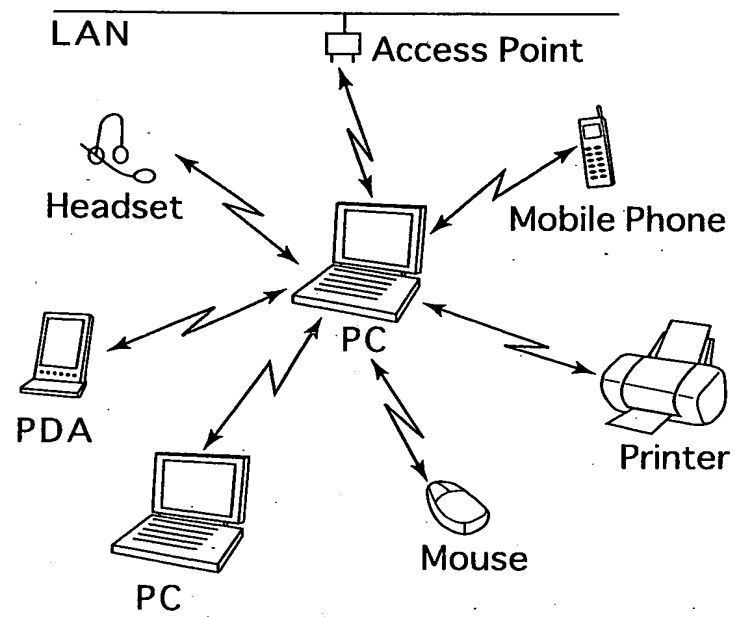 LAN
Access Point
Headset
Mobile Phone
PC
PDA
Printer
PC
Mouse